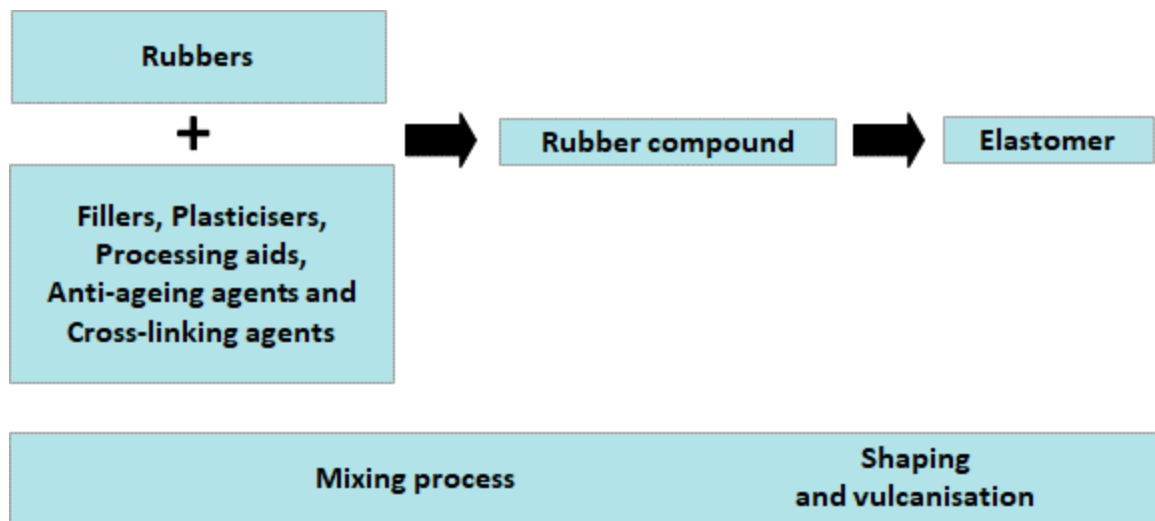 Rubbers
+
Fillers, Plasticisers,
Processing aids,
Anti-ageing agents and
Cross-linking agents
Rubber compound
Elastomer
Mixing process
Shaping
and vulcanisation